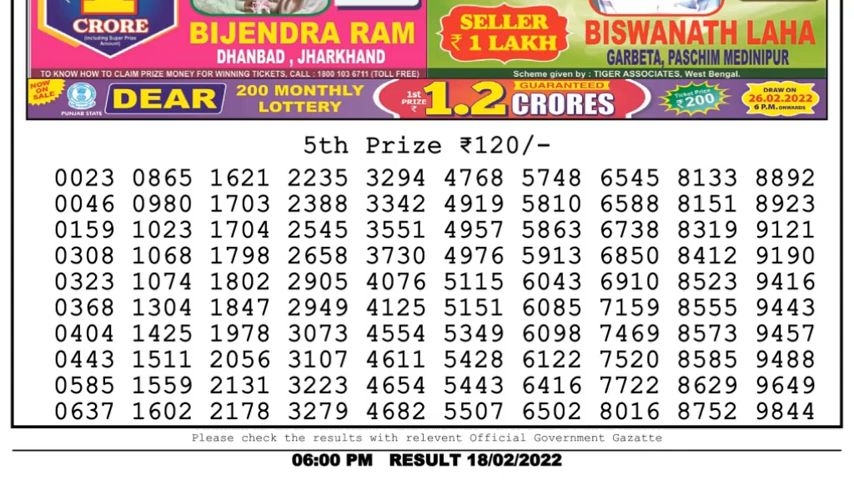 1
CRORE
(Including Super Prize
Amount)
BIJENDRA RAM
DHANBAD , JHARKHAND
TO KNOW HOW TO CLAIM PRIZE MONEY FOR WINNING TICKETS, CALL : 1800 103 6711 (TOLL FREE)
SELLER
₹ 1 LAKH
BISWANATH LAHA
GARBETA, PASCHIM MEDINIPUR
Scheme given by : TIGER ASSOCIATES, West Bengal.
NOW
ON
SALE
PUNJAB STATE
DEAR
200 MONTHLY
LOTTERY
1st
PRIZE
₹
1.2
GUARANTEED
CRORES
Ticket Price
₹200
DRAW ON
26.02.2022
6 P.M. ONWARDS
5th Prize ₹120/-
0023 0865 1621 2235 3294 4768 5748 6545 8133 8892
0046 0980 1703 2388 3342 4919 5810 6588 8151 8923
0159 1023 1704 2545 3551 4957 5863 6738 8319 9121
0308 1068 1798 2658 3730 4976 5913 6850 8412 9190
0323 1074 1802 2905 4076 5115 6043 6910 8523 9416
0368 1304 1847 2949 4125 5151 6085 7159 8555 9443
0404 1425 1978 3073 4554 5349 6098 7469 8573 9457
0443 1511 2056 3107 4611 5428 6122 7520 8585 9488
0585 1559 2131 3223 4654 5443 6416 7722 8629 9649
0637 1602 2178 3279 4682 5507 6502 8016 8752 9844
Please check the results with relevent Official Government Gazatte
06:00 PM RESULT 18/02/2022